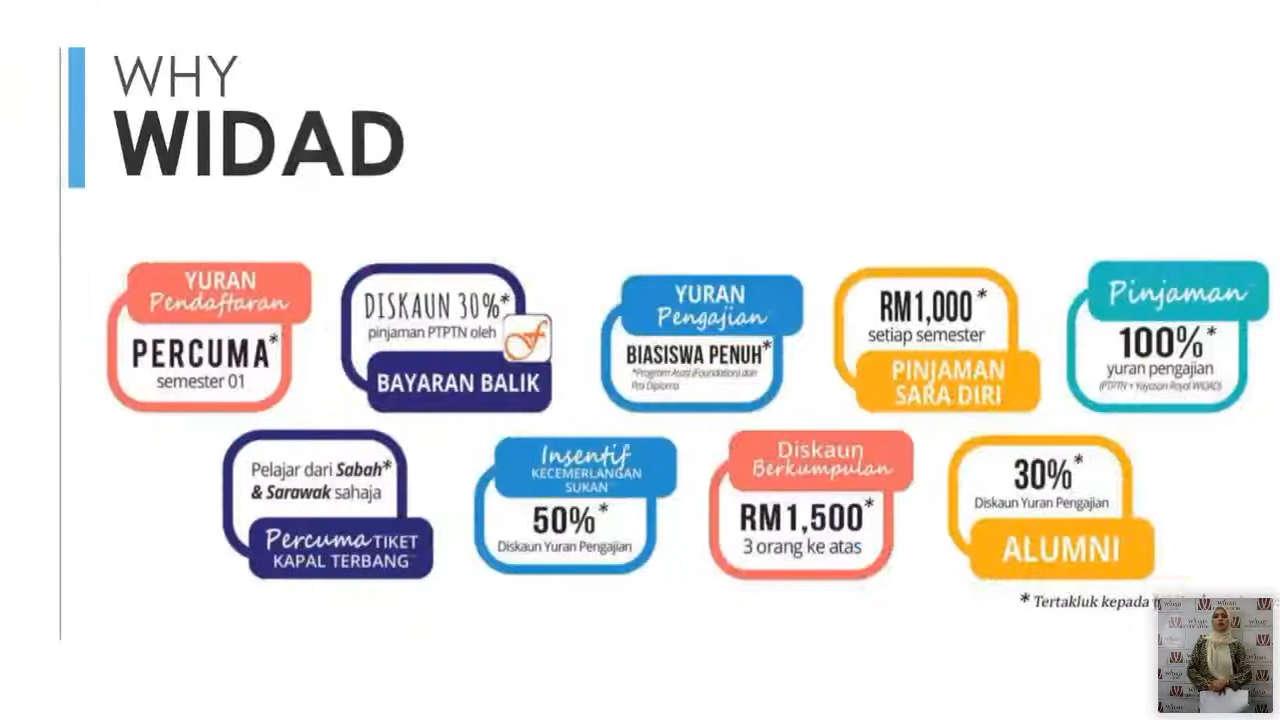 WHY
WIDAD
YURAN
Pendaftaran
PERCUMA*
semester 01
DISKAUN 30%*
pinjaman PTPTN oleh
BAYARAN BALIK
YURAN
Pengajian
BIASISWA PENUH*
*Program Asasi (Foundation) dan
Pra Diploma
RM1,000*
setiap semester
PINJAMAN
SARA DIRI
Pinjaman
100%*
yuran pengajian
(PTPTN + Yayasan Royal WIDAD)
Pelajar dari Sabah*
& Sarawak sahaja
Percuma TIKET
KAPAL TERBANG
Insentif
KECEMERLANGAN
SUKAN
50%*
Diskaun Yuran Pengajian
Diskaun
Berkumpulan
RM1,500*
3 orang ke atas
30%*
Diskaun Yuran Pengajian
ALUMNI
* Tertakluk kepada